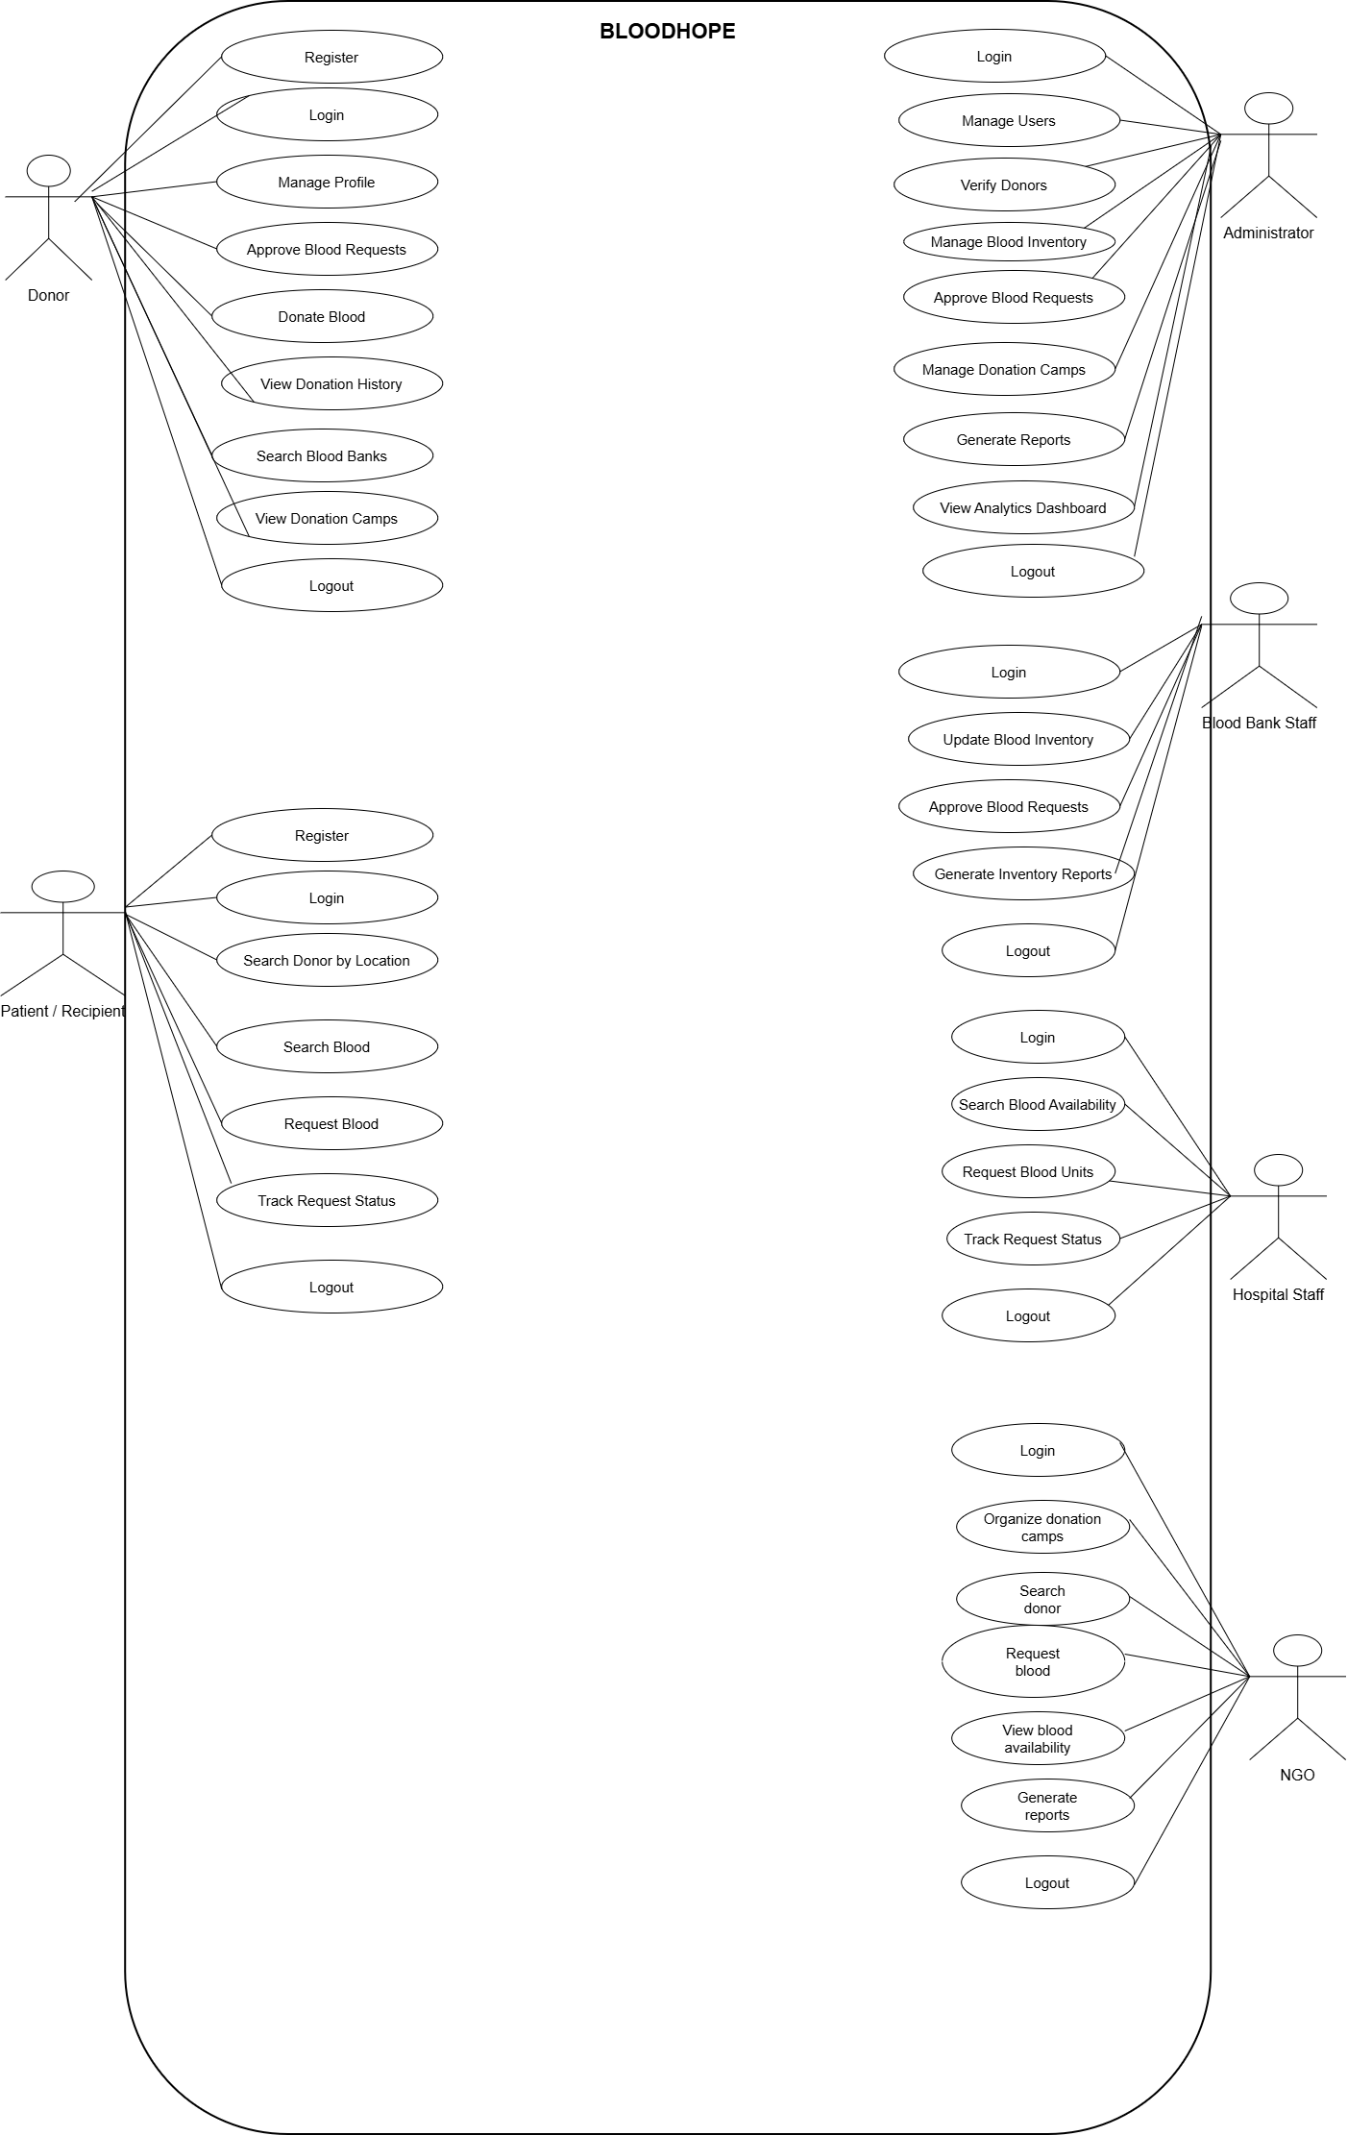 BLOODHOPE
Register
Login
Manage Profile
Approve Blood Requests
Donate Blood
View Donation History
Search Blood Banks
View Donation Camps
Logout
Donor
Register
Login
Search Donor by Location
Search Blood
Request Blood
Track Request Status
Logout
Patient / Recipient
Login
Manage Users
Verify Donors
Manage Blood Inventory
Approve Blood Requests
Manage Donation Camps
Generate Reports
View Analytics Dashboard
Logout
Administrator
Login
Update Blood Inventory
Approve Blood Requests
Generate Inventory Reports
Logout
Blood Bank Staff
Login
Search Blood Availability
Request Blood Units
Track Request Status
Logout
Hospital Staff
Login
Organize donation
camps
Search
donor
Request
blood
View blood
availability
Generate
reports
Logout
NGO